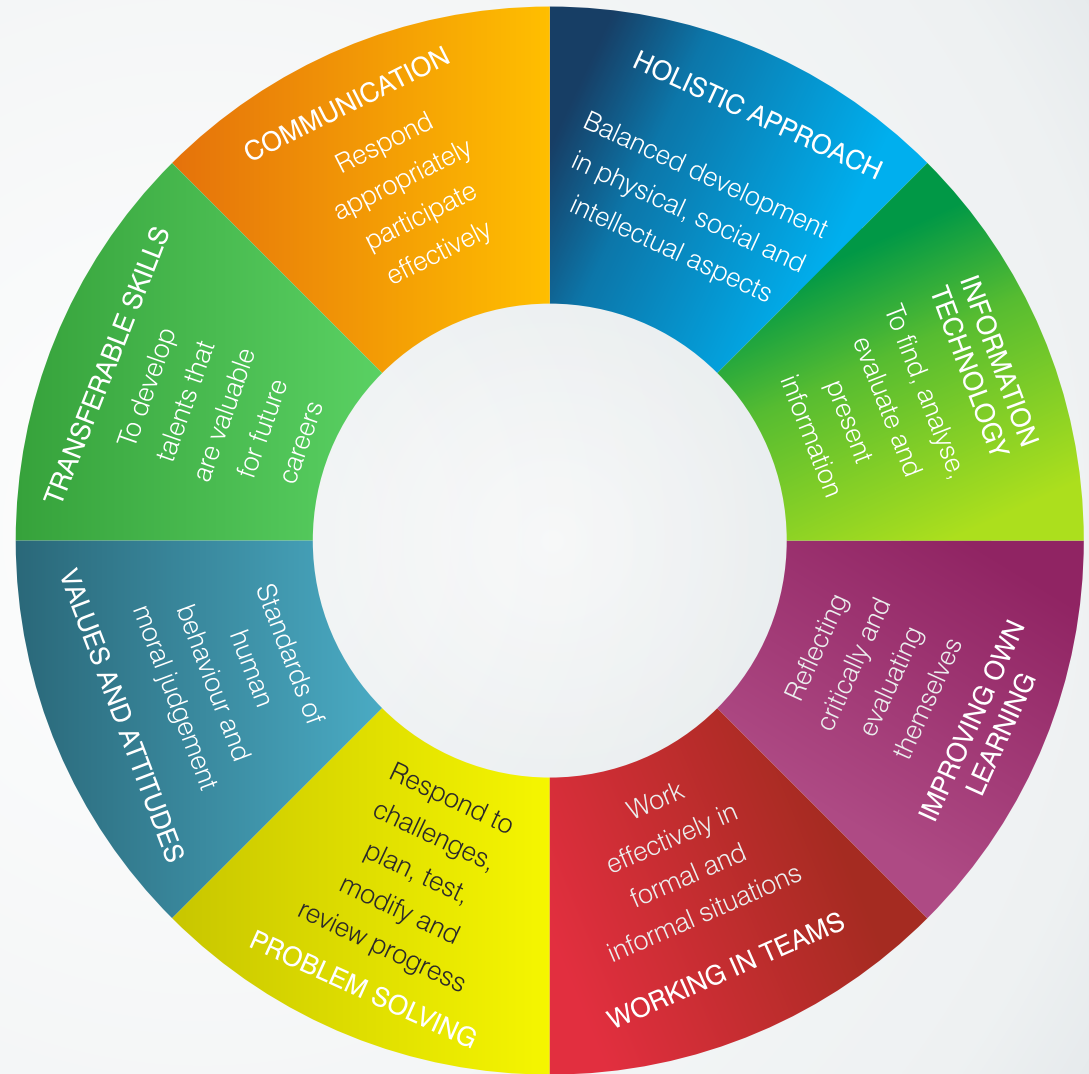 HOLISTIC APPROACH
Balanced development
in physical, social and
intellectual aspects
INFORMATION
TECHNOLOGY
To find, analyse,
evaluate and
present
information
IMPROVING OWN
LEARNING
Reflecting
critically and
evaluating
themselves
Work
effectively in
formal and
informal situations
WORKING IN TEAMS
Respond to
challenges,
plan, test,
modify and
review progress
PROBLEM SOLVING
VALUES AND ATTITUDES
Standards of
human
behaviour and
moral judgement
TRANSFERABLE SKILLS
To develop
talents that
are valuable
for future
careers
COMMUNICATION
Respond
appropriately
participate
effectively